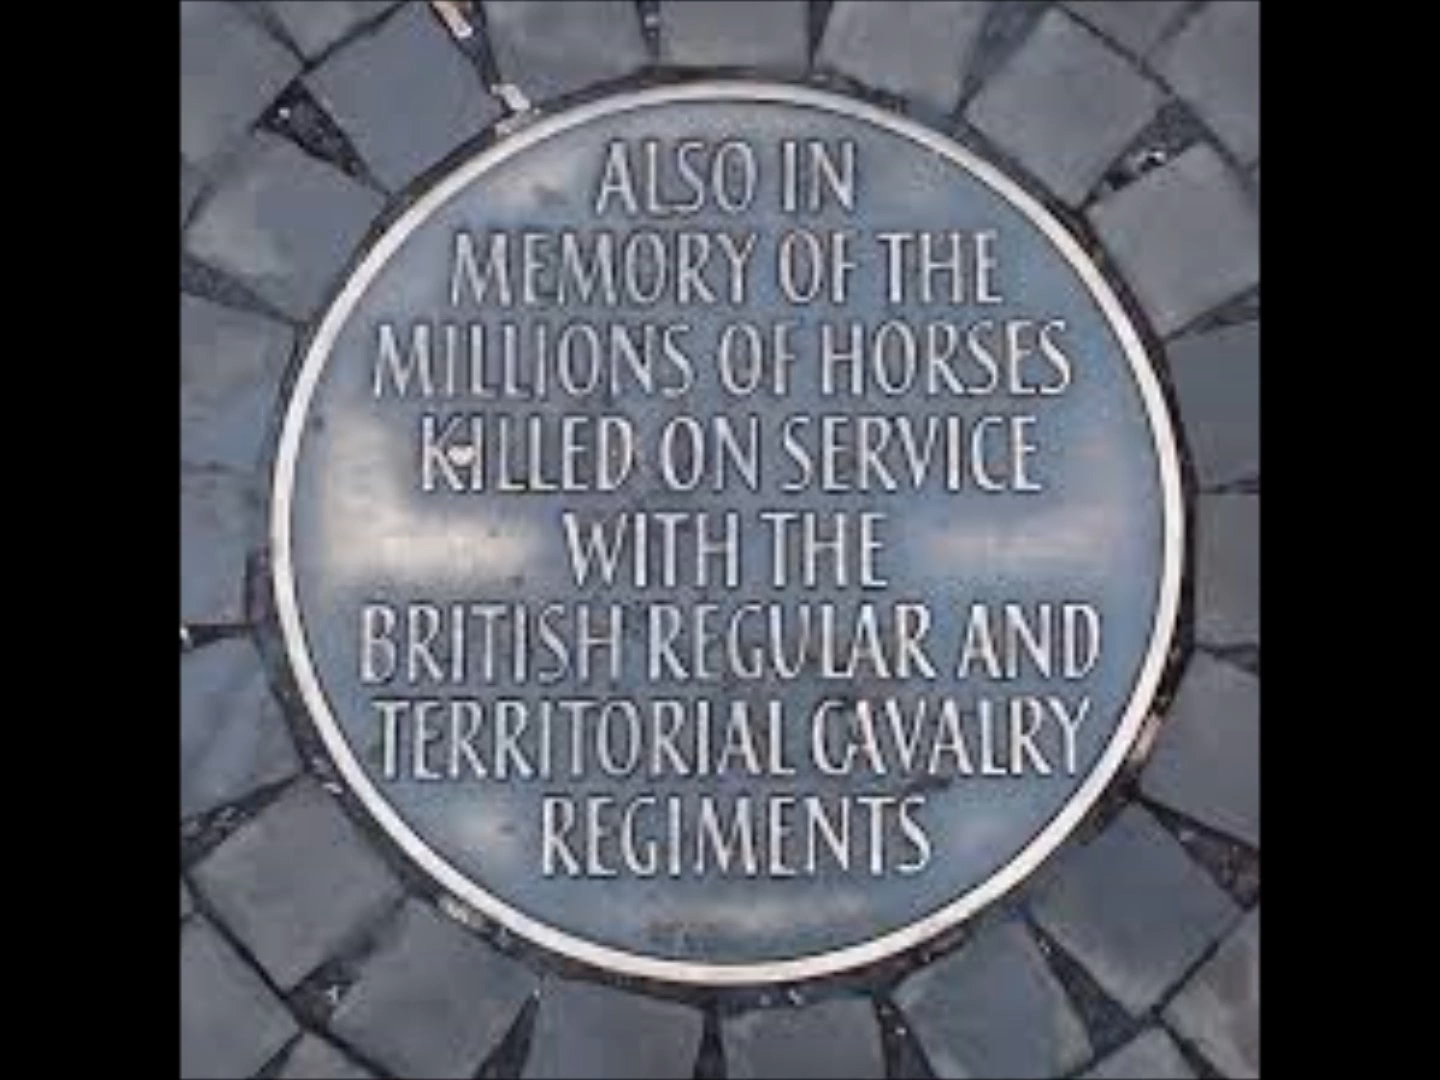 ALSO IN
MEMORY OF THE
MILLIONS OF HORSES
KILLED ON SERVICE
WITH THE
BRITISH REGULAR AND
TERRITORIAL CAVALRY
REGIMENTS